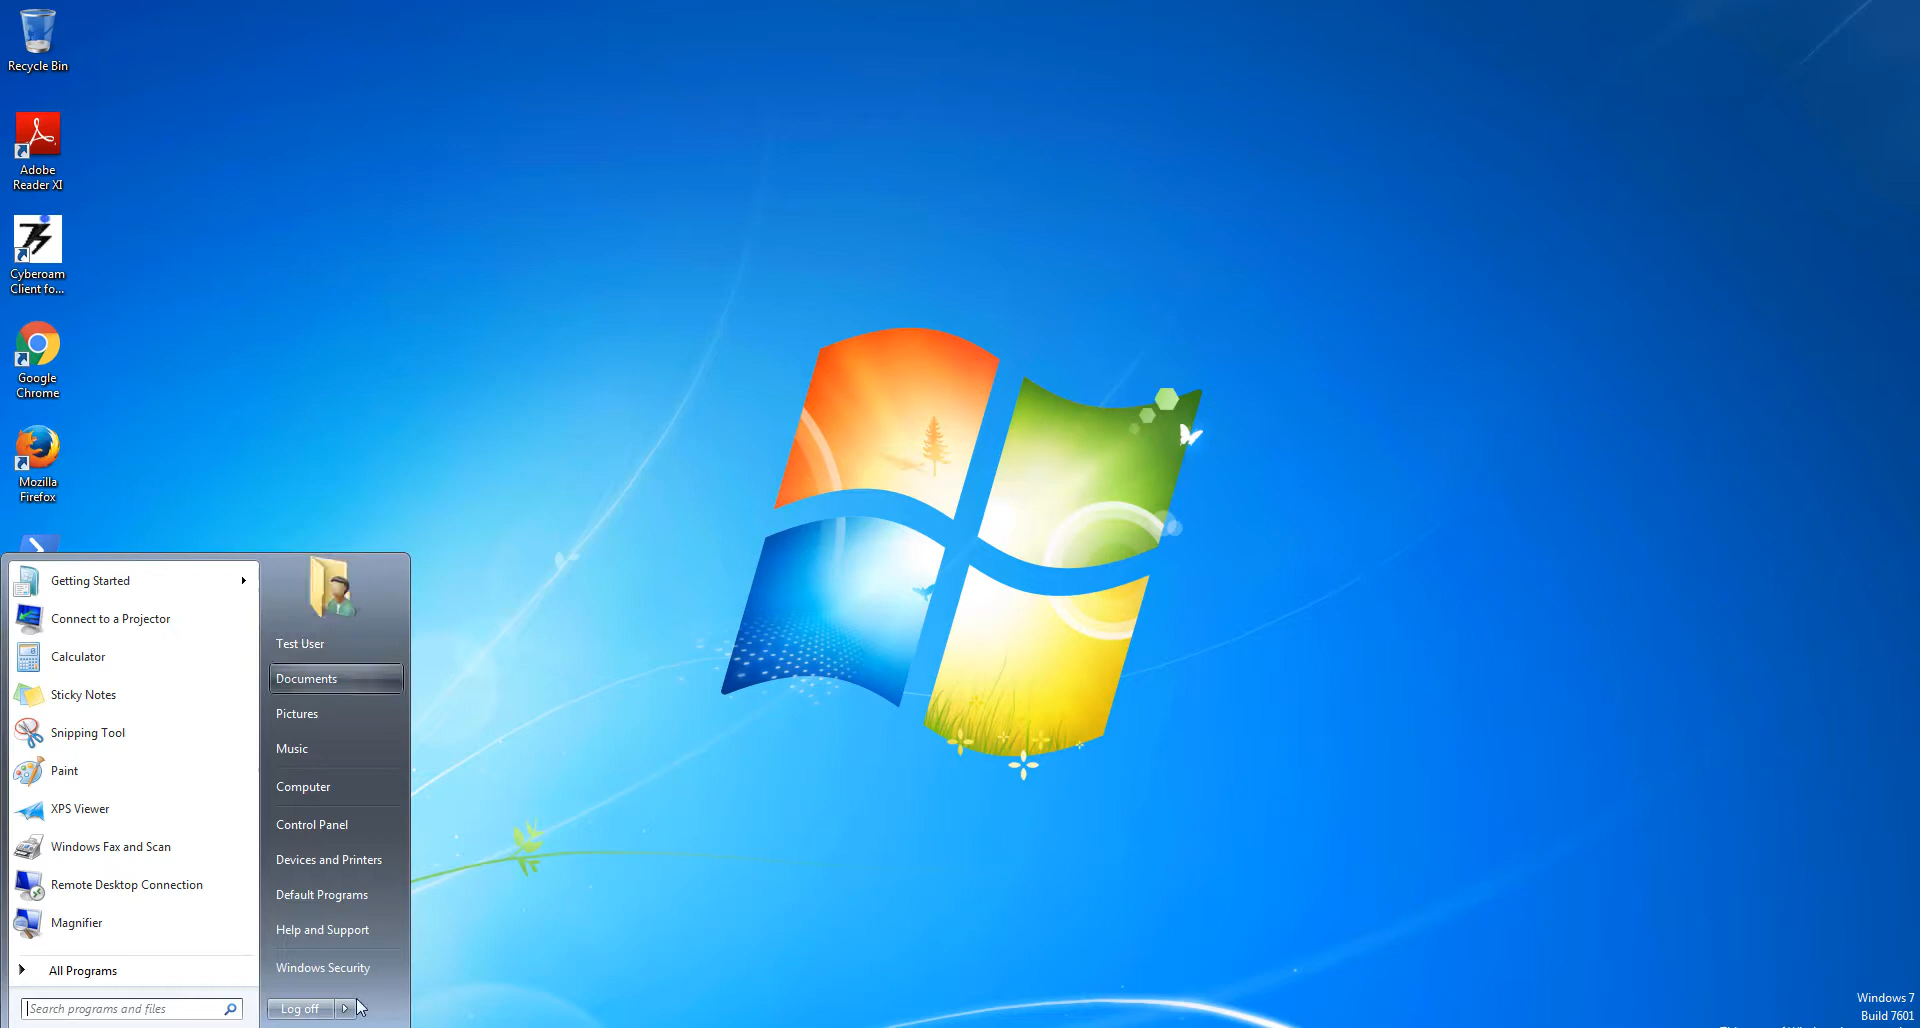 Recycle Bin
Adobe
Reader XI
Cyberoam
Client fo...
Google
Chrome
Mozilla
Firefox
Getting Started
Connect to a Projector
Calculator
Sticky Notes
Snipping Tool
Paint
XPS Viewer
Windows Fax and Scan
Remote Desktop Connection
Magnifier
All Programs
Search programs and files
Test User
Documents
Pictures
Music
Computer
Control Panel
Devices and Printers
Default Programs
Help and Support
Windows Security
Log off
Windows 7
Build 7601